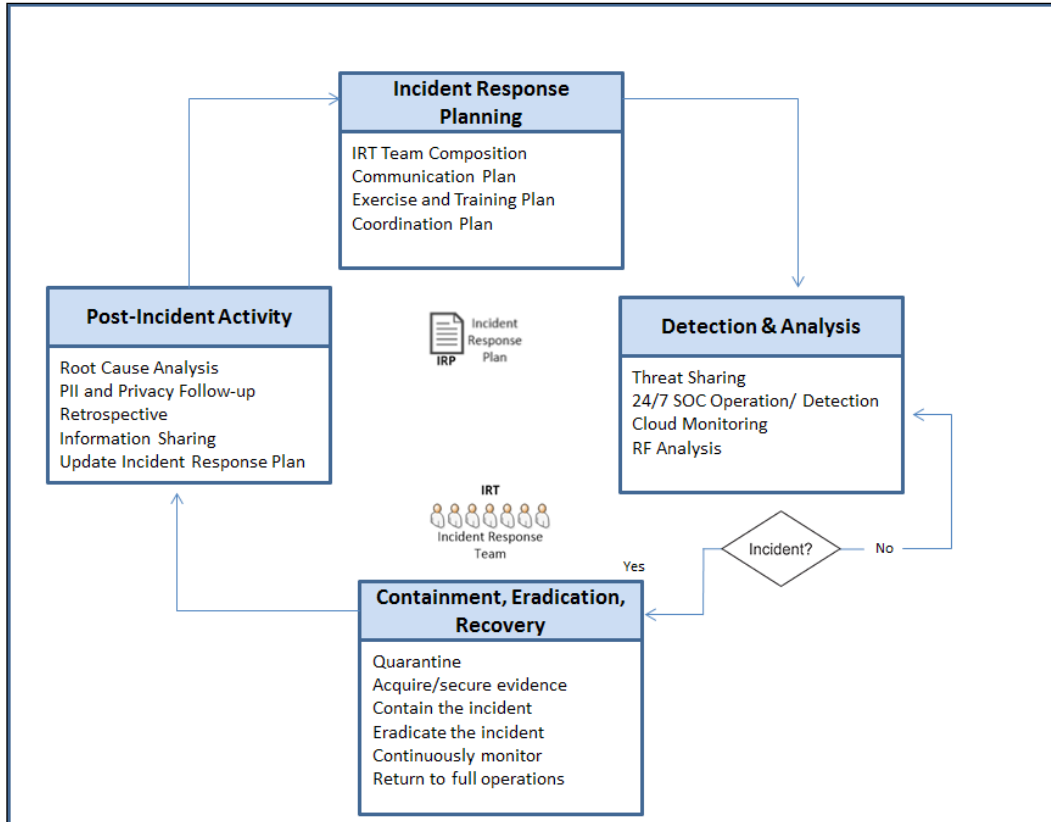 Incident Response
Planning
IRT Team Composition
Communication Plan
Exercise and Training Plan
Coordination Plan
Post-Incident Activity
Root Cause Analysis
PII and Privacy Follow-up
Retrospective
Information Sharing
Update Incident Response Plan
Incident
Response
Plan
IRP
Detection & Analysis
Threat Sharing
24/7 SOC Operation/ Detection
Cloud Monitoring
RF Analysis
IRT
Incident Response
Team
Incident?
No
Yes
Containment, Eradication,
Recovery
Quarantine
Acquire/secure evidence
Contain the incident
Eradicate the incident
Continuously monitor
Return to full operations